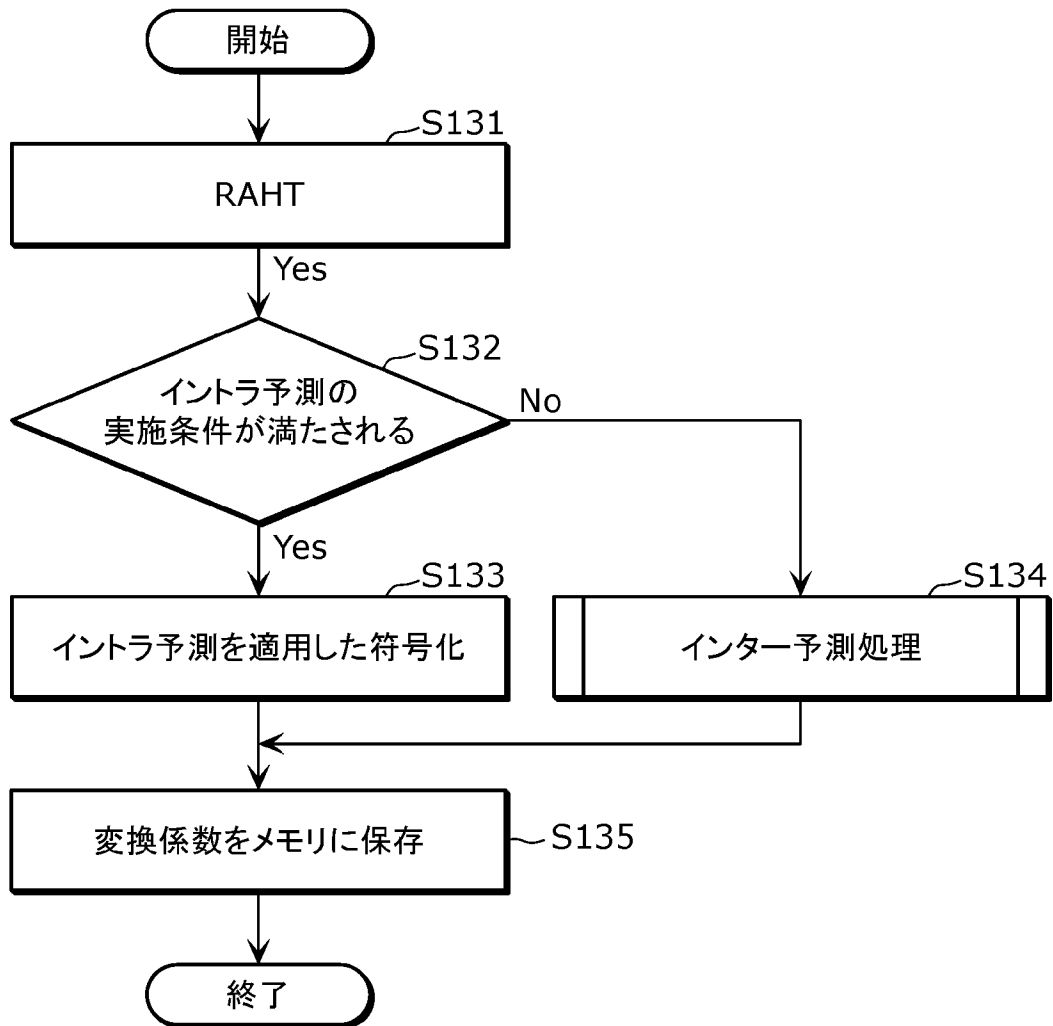 開始
S131
RAHT
Yes
S132
イントラ予測の
実施条件が満たされる
No
Yes
S133
イントラ予測を適用した符号化
S134
インター予測処理
変換係数をメモリに保存
S135
終了